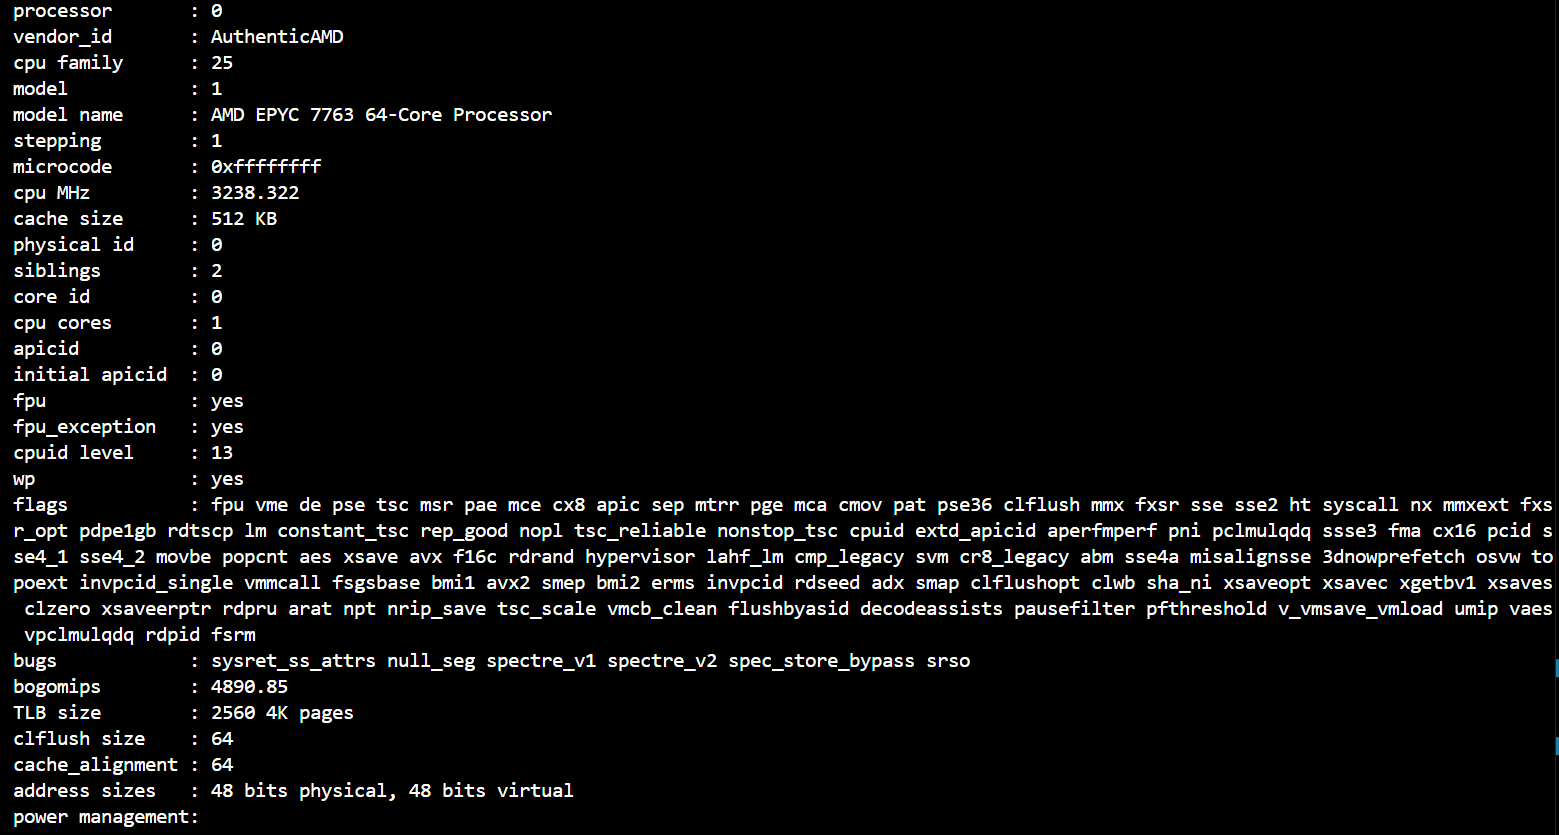 processor       : 0
vendor_id       : AuthenticAMD
cpu family      : 25
model           : 1
model name      : AMD EPYC 7763 64-Core Processor
stepping        : 1
microcode       : 0xffffffff
cpu MHz         : 3238.322
cache size      : 512 KB
physical id     : 0
siblings        : 2
core id         : 0
cpu cores       : 1
apicid          : 0
initial apicid  : 0
fpu             : yes
fpu_exception   : yes
cpuid level     : 13
wp              : yes
flags           : fpu vme de pse tsc msr pae mce cx8 apic sep mtrr pge mca cmov pat pse36 clflush mmx fxsr sse sse2 ht syscall nx mmxext fxs
r_opt pdpe1gb rdtscp lm constant_tsc rep_good nopl tsc_reliable nonstop_tsc cpuid extd_apicid aperfmperf pni pclmulqdq ssse3 fma cx16 pcid s
se4_1 sse4_2 movbe popcnt aes xsave avx f16c rdrand hypervisor lahf_lm cmp_legacy svm cr8_legacy abm sse4a misalignsse 3dnowprefetch osvw to
poext invpcid_single vmmcall fsgsbase bmi1 avx2 smep bmi2 erms invpcid rdseed adx smap clflushopt clwb sha_ni xsaveopt xsavec xgetbv1 xsaves
 clzero xsaveerptr rdpru arat npt nrip_save tsc_scale vmcb_clean flushbyasid decodeassists pausefilter pfthreshold v_vmsave_vmload umip vaes
 vpclmulqdq rdpid fsrm
bugs            : sysret_ss_attrs null_seg spectre_v1 spectre_v2 spec_store_bypass srso
bogomips        : 4890.85
TLB size        : 2560 4K pages
clflush size    : 64
cache_alignment : 64
address sizes   : 48 bits physical, 48 bits virtual
power management: